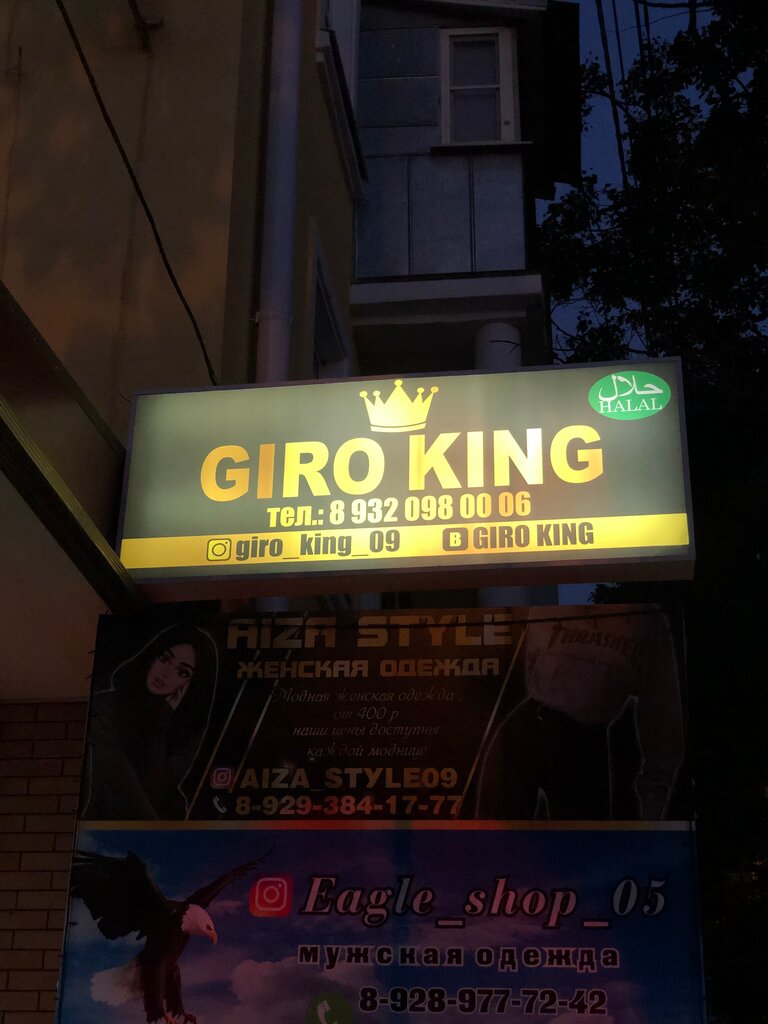 حلال
HALAL
GIRO KING
тел.: 8 932 098 00 06
giro_king_09 В GIRO KING
AIZA STYLE
ЖЕНСКАЯ ОДЕЖДА
THRASHER
Модная женская одежда.
от 400 р
наши цены доступны
каждой моднице
AIZA_STYLE09
8-929-384-17-77
Eagle_shop_05
мужская одежда
8-928-977-72-42